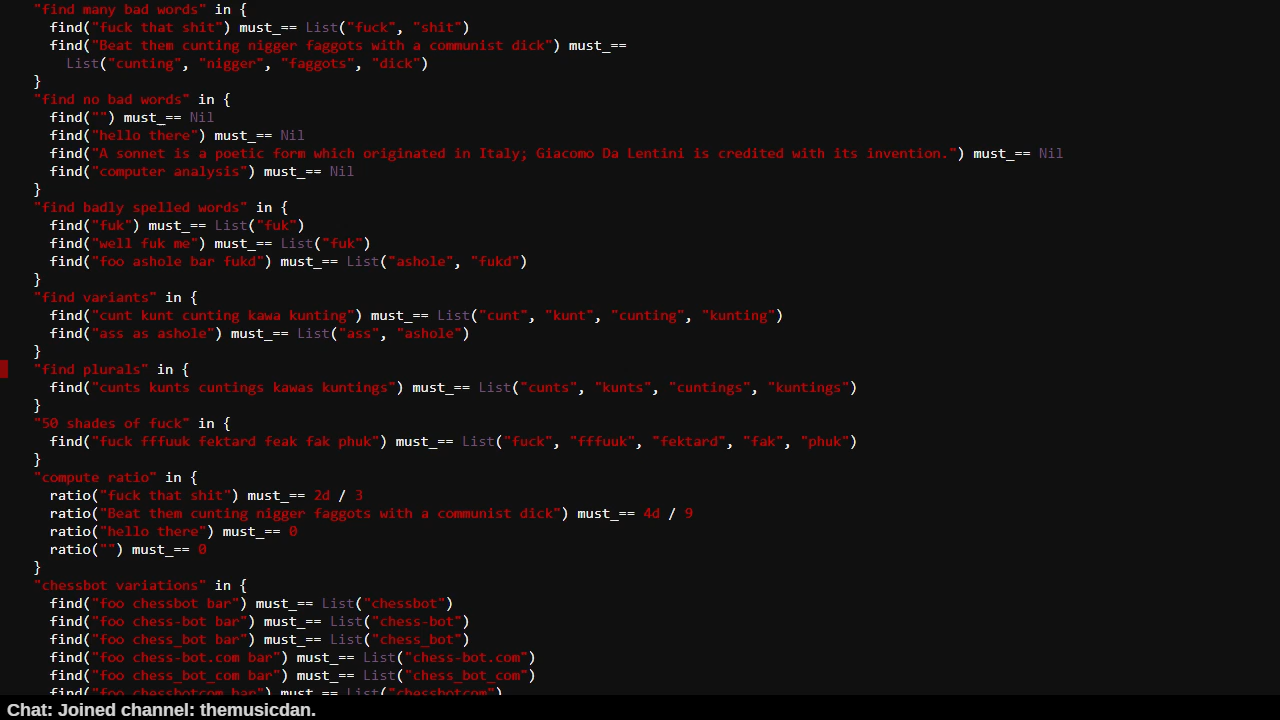 "find many bad words" in {
find("fuck that shit") must_== List("fuck", "shit")
find("Beat them cunting nigger faggots with a communist dick") must_==
List("cunting", "nigger", "faggots", "dick")
}
"find no bad words" in {
find("") must_== Nil
find("hello there") must_== Nil
find("A sonnet is a poetic form which originated in Italy; Giacomo Da Lentini is credited with its invention.") must_== Nil
find("computer analysis") must_== Nil
}
"find badly spelled words" in {
find("fuk") must_== List("fuk")
find("well fuk me") must_== List("fuk")
find("foo ashole bar fukd") must_== List("ashole", "fukd")
}
"find variants" in {
find("cunt kunt cunting kawa kunting") must_== List("cunt", "kunt", "cunting", "kunting")
find("ass as ashole") must_== List("ass", "ashole")
}
"find plurals" in {
find("cunts kunts cuntings kawas kuntings") must_== List("cunts", "kunts", "cuntings", "kuntings")
}
"50 shades of fuck" in {
find("fuck fffuuk fektard feak fak phuk") must_== List("fuck", "fffuuk", "fektard", "fak", "phuk")
}
"compute ratio" in {
ratio("fuck that shit") must_== 2d / 3
ratio("Beat them cunting nigger faggots with a communist dick") must_== 4d / 9
ratio("hello there") must_== 0
ratio("") must_== 0
}
"chessbot variations" in {
find("foo chessbot bar") must_== List("chessbot")
find("foo chess-bot bar") must_== List("chess-bot")
find("foo chess_bot bar") must_== List("chess_bot")
find("foo chess-bot.com bar") must_== List("chess-bot.com")
find("foo chess_bot_com bar") must_== List("chess_bot_com")
find("foo chessbotcom bar") must_== List("chessbotcom")
Chat: Joined channel: themusicdan.